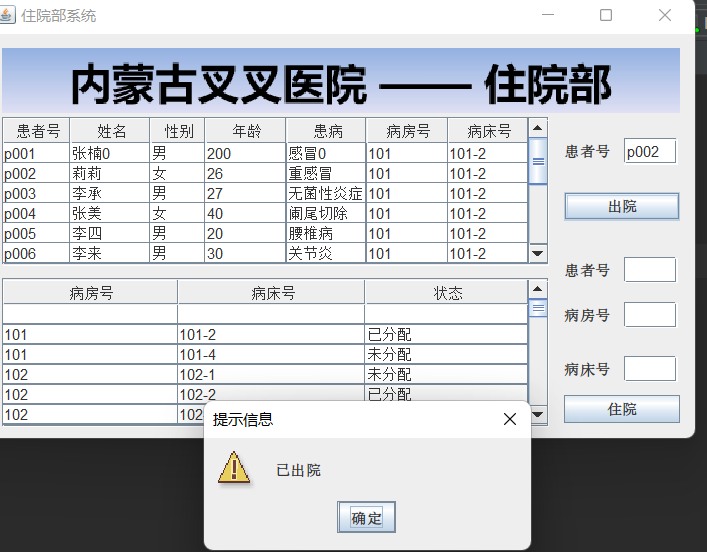 住院部系统
内蒙古叉叉医院 —— 住院部
患者号 姓名 性别 年龄 患病 病房号 病床号
p001 张楠0 男 200 感冒0 101 101-2
p002 莉莉 女 26 重感冒 101 101-2
p003 李承 男 27 无菌性炎症 101 101-2
p004 张美 女 40 阑尾切除 101 101-2
p005 李四 男 20 腰椎病 101 101-2
p006 李来 男 30 关节炎 101 101-2
患者号 p002
出院
病房号 病床号 状态
101 101-2 已分配
101 101-4 未分配
102 102-1 未分配
102 102-2 已分配
102 102
患者号
病房号
病床号
住院
提示信息
已出院
确定